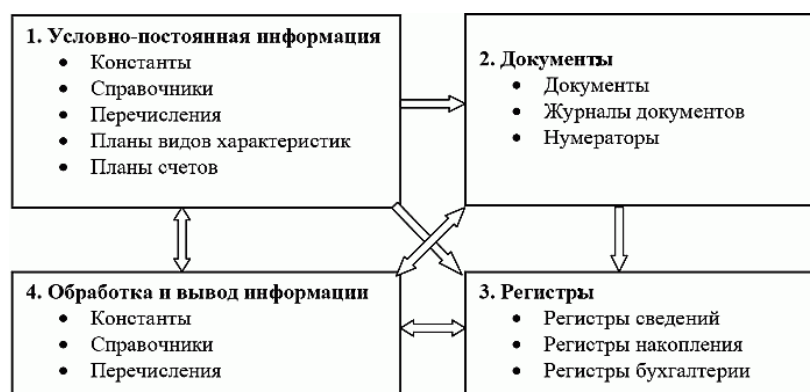 1. Условно-постоянная информация
• Константы
• Справочники
• Перечисления
• Планы видов характеристик
• Планы счетов
2. Документы
• Документы
• Журналы документов
• Нумераторы
4. Обработка и вывод информации
• Константы
• Справочники
• Перечисления
3. Регистры
• Регистры сведений
• Регистры накопления
• Регистры бухгалтерии